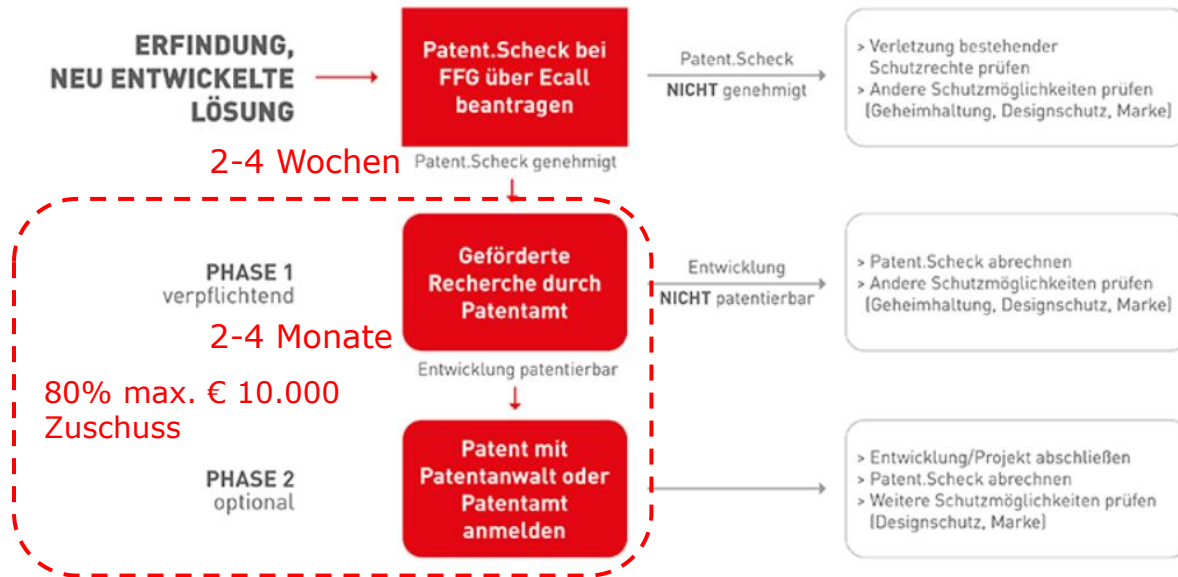 ERFINDUNG,
NEU ENTWICKELTE
LÖSUNG
Patent.Scheck bei
FFG über Ecall
beantragen
Patent.Scheck
NICHT genehmigt
> Verletzung bestehender
Schutzrechte prüfen
> Andere Schutzmöglichkeiten prüfen
(Geheimhaltung, Designschutz, Marke)
2-4 Wochen
Patent.Scheck genehmigt
PHASE 1
verpflichtend
Geförderte
Recherche durch
Patentamt
Entwicklung
NICHT patentierbar
> Patent.Scheck abrechnen
> Andere Schutzmöglichkeiten prüfen
(Geheimhaltung, Designschutz, Marke)
2-4 Monate
Entwicklung patentierbar
80% max. € 10.000
Zuschuss
PHASE 2
optional
Patent mit
Patentanwalt oder
Patentamt
anmelden
> Entwicklung/Projekt abschließen
> Patent.Scheck abrechnen
> Weitere Schutzmöglichkeiten prüfen
(Designschutz, Marke)